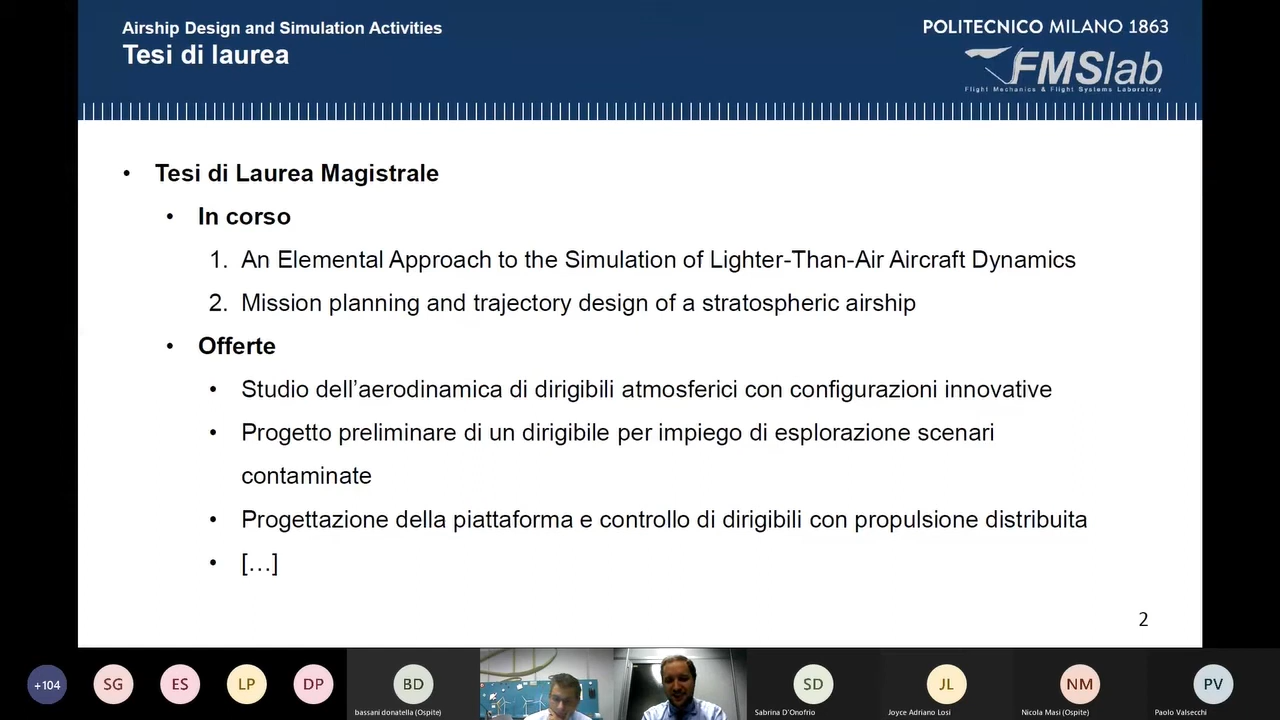 Airship Design and Simulation Activities
Tesi di laurea
POLITECNICO MILANO 1863
FMSlab
Flight Mechanics & Flight Systems Laboratory
• Tesi di Laurea Magistrale
• In corso
1. An Elemental Approach to the Simulation of Lighter-Than-Air Aircraft Dynamics
2. Mission planning and trajectory design of a stratospheric airship
• Offerte
• Studio dell’aerodinamica di dirigibili atmosferici con configurazioni innovative
• Progetto preliminare di un dirigibile per impiego di esplorazione scenari
contaminate
• Progettazione della piattaforma e controllo di dirigibili con propulsione distribuita
• […]
2
+104
SG
ES
LP
DP
BD
SD
JL
NM
PV
bassani donatella (Ospite)
Sabrina D'Onofrio
Joyce Adriano Losi
Nicola Masi (Ospite)
Paolo Valsecchi